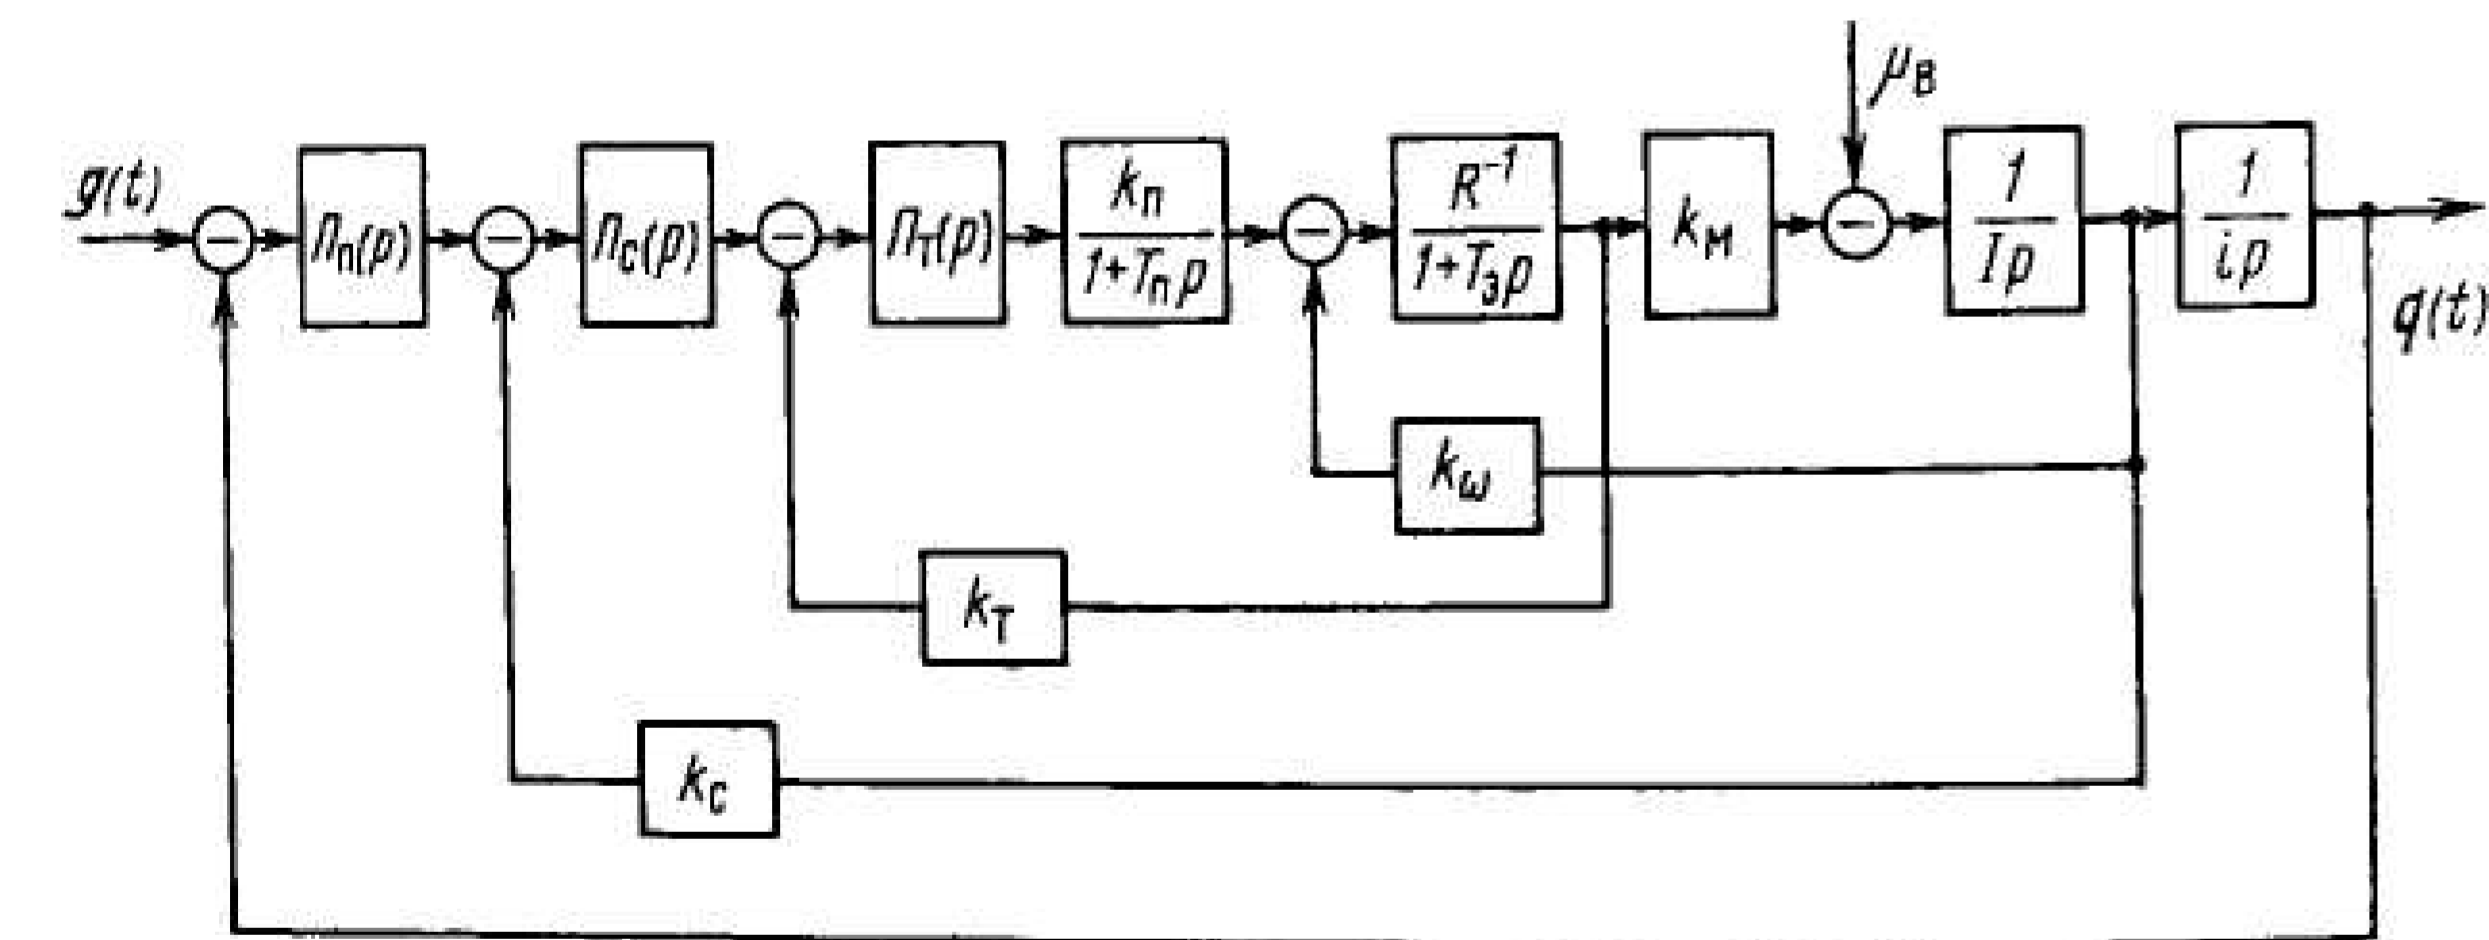 g(t)
Пп(p)
Пс(p)
Пт(p)
kп
1+Tпp
R⁻¹
1+Tэp
kм
μв
1
Ip
1
ip
q(t)
kω
kт
kс